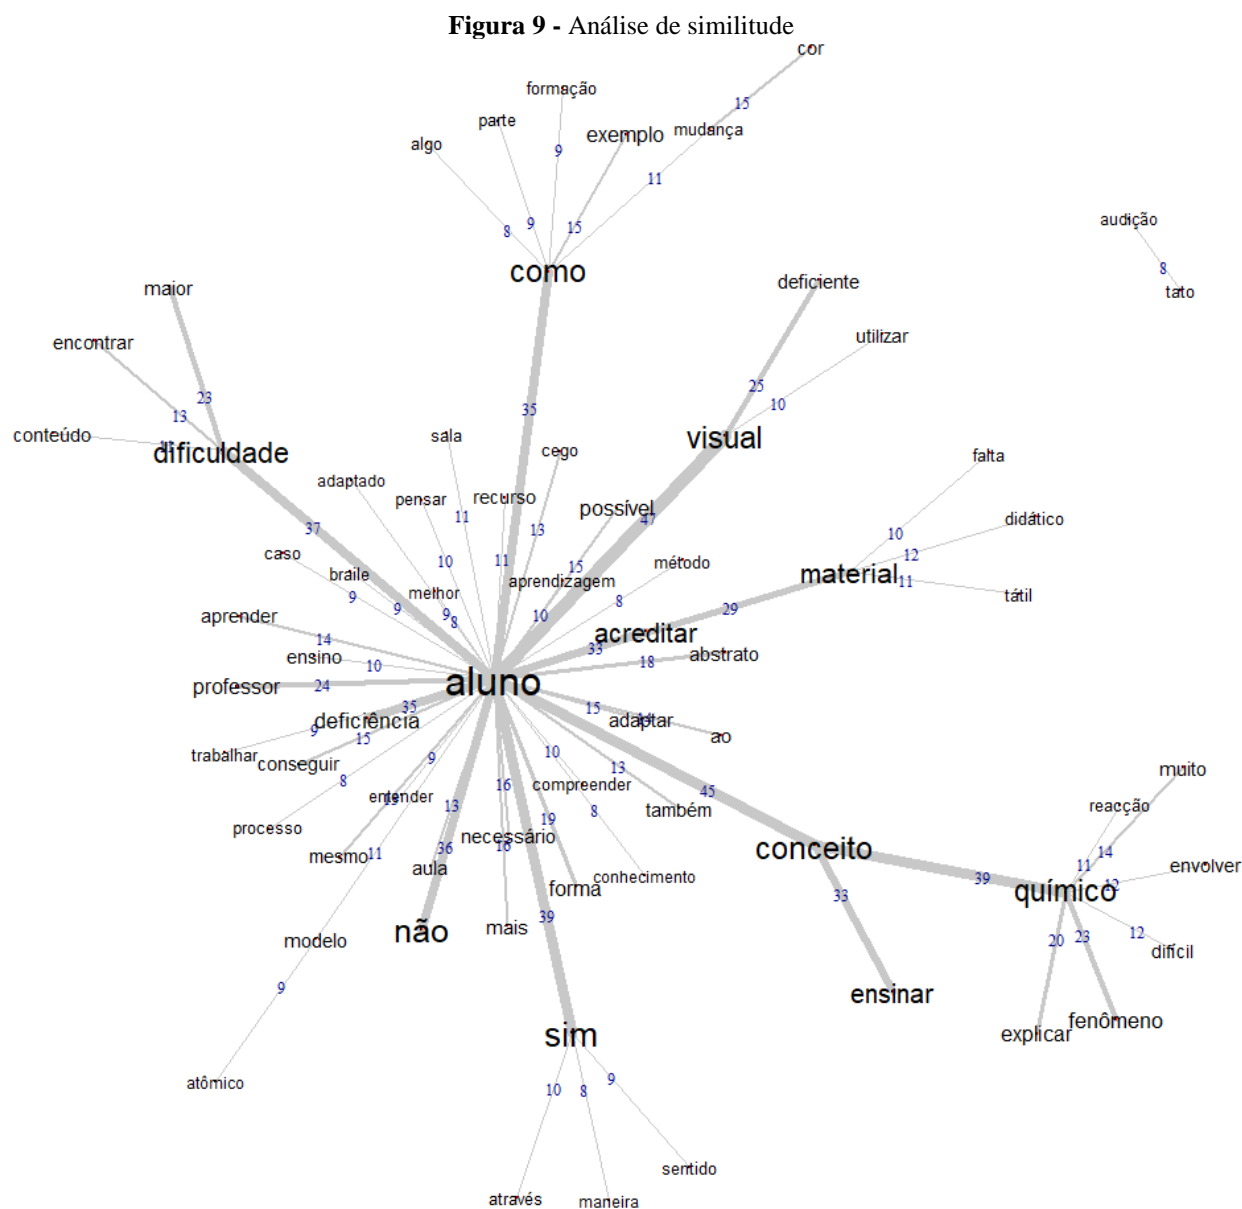 Figura 9 - Análise de similitude
cor
formação
15
parte
exemplo
mudança
algo
9
11
audição
9
15
8
8
como
deficiente
tato
maior
encontrar
utilizar
25
23
10
13
35
conteúdo
sala
visual
dificuldade
cego
falta
adaptado
pensar
recurso
possível
47
didático
11
37
13
10
12
caso
10
11
15
método
material
11
braile
aprendizagem
melhor
8
tátil
9
9
9
10
29
aprender
8
acreditar
14
33
abstrato
ensino
10
18
professor
24
aluno
35
15
deficiência
adaptar
9
15
ao
trabalhar
conseguir
9
10
13
muito
8
16
compreender
45
entender
13
8
também
reacção
processo
19
necessário
conceito
14
mesmo
11
36
11
envolver
aula
conhecimento
39
12
forma
33
químico
39
não
mais
12
modelo
20
23
difícil
9
ensinar
sim
explicar
fenômeno
atômico
10
8
9
sentido
através
maneira